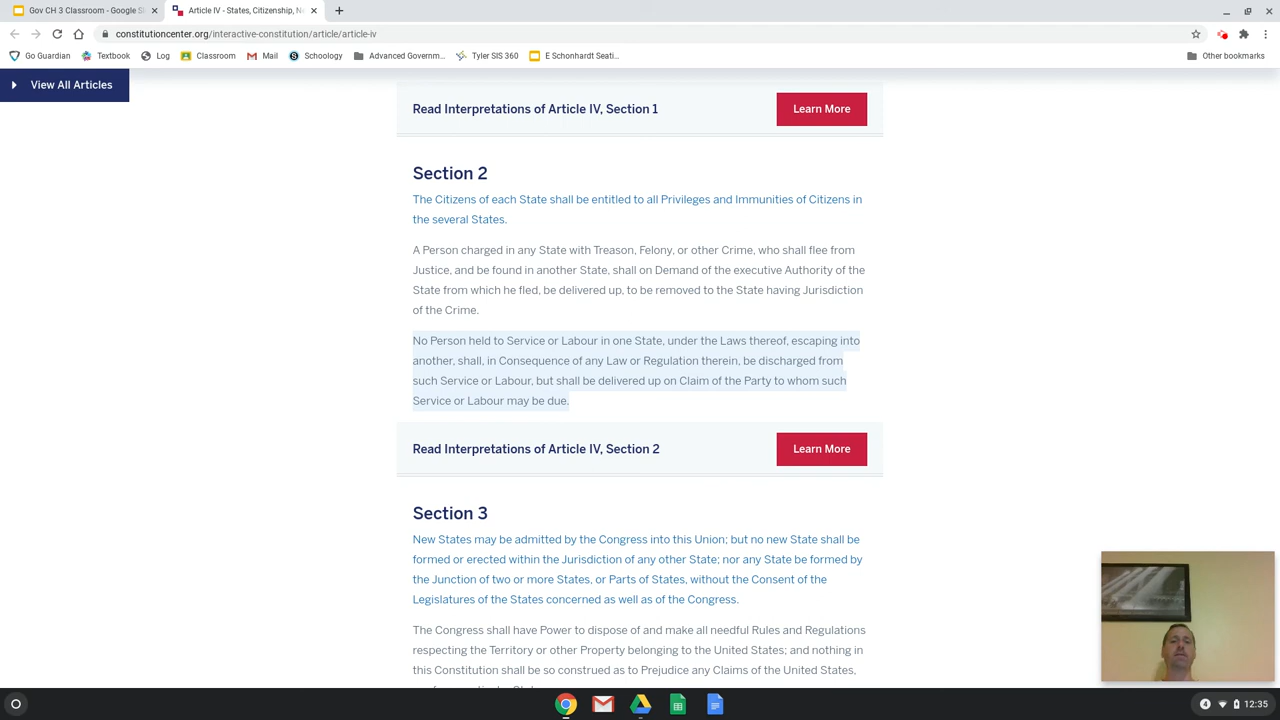 Gov CH 3 Classroom - Google Sl
Article IV - States, Citizenship, Ne
constitutioncenter.org/interactive-constitution/article/article-iv
Go Guardian
Textbook
Log
Classroom
Mail
Schoology
Advanced Governm...
Tyler SIS 360
E Schonhardt Seati...
Other bookmarks
View All Articles
Read Interpretations of Article IV, Section 1
Learn More
Section 2
The Citizens of each State shall be entitled to all Privileges and Immunities of Citizens in
the several States.
A Person charged in any State with Treason, Felony, or other Crime, who shall flee from
Justice, and be found in another State, shall on Demand of the executive Authority of the
State from which he fled, be delivered up, to be removed to the State having Jurisdiction
of the Crime.
No Person held to Service or Labour in one State, under the Laws thereof, escaping into
another, shall, in Consequence of any Law or Regulation therein, be discharged from
such Service or Labour, but shall be delivered up on Claim of the Party to whom such
Service or Labour may be due.
Read Interpretations of Article IV, Section 2
Learn More
Section 3
New States may be admitted by the Congress into this Union; but no new State shall be
formed or erected within the Jurisdiction of any other State; nor any State be formed by
the Junction of two or more States, or Parts of States, without the Consent of the
Legislatures of the States concerned as well as of the Congress.
The Congress shall have Power to dispose of and make all needful Rules and Regulations
respecting the Territory or other Property belonging to the United States; and nothing in
this Constitution shall be so construed as to Prejudice any Claims of the United States,
4
12:35